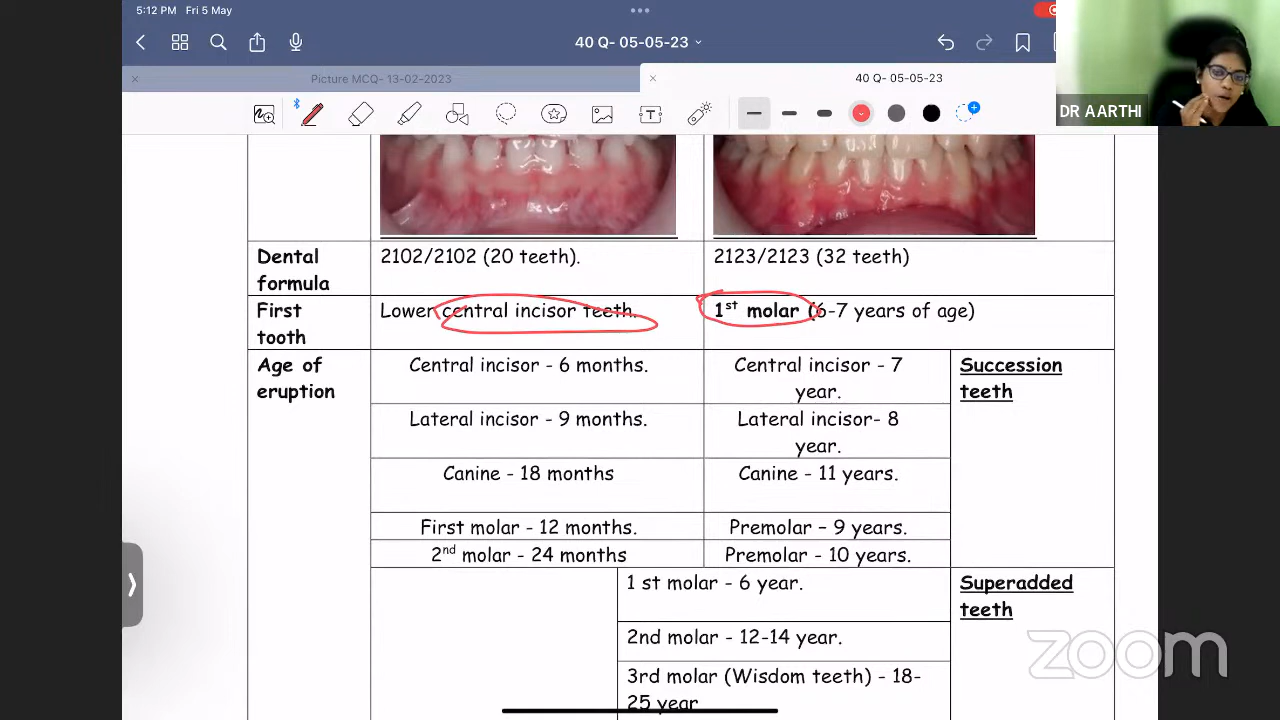 5:12 PM Fri 5 May
40 Q- 05-05-23
Picture MCQ- 13-02-2023
40 Q- 05-05-23
DR AARTHI
Dental formula
2102/2102 (20 teeth).
2123/2123 (32 teeth)
First tooth
Lower central incisor teeth.
1st molar (6-7 years of age)
Age of eruption
Central incisor - 6 months.
Central incisor - 7
year.
Succession
teeth
Lateral incisor - 9 months.
Lateral incisor- 8
year.
Canine - 18 months
Canine - 11 years.
First molar - 12 months.
Premolar – 9 years.
2nd molar - 24 months
Premolar - 10 years.
1 st molar - 6 year.
Superadded
teeth
2nd molar - 12-14 year.
3rd molar (Wisdom teeth) - 18-
25 year
zoom